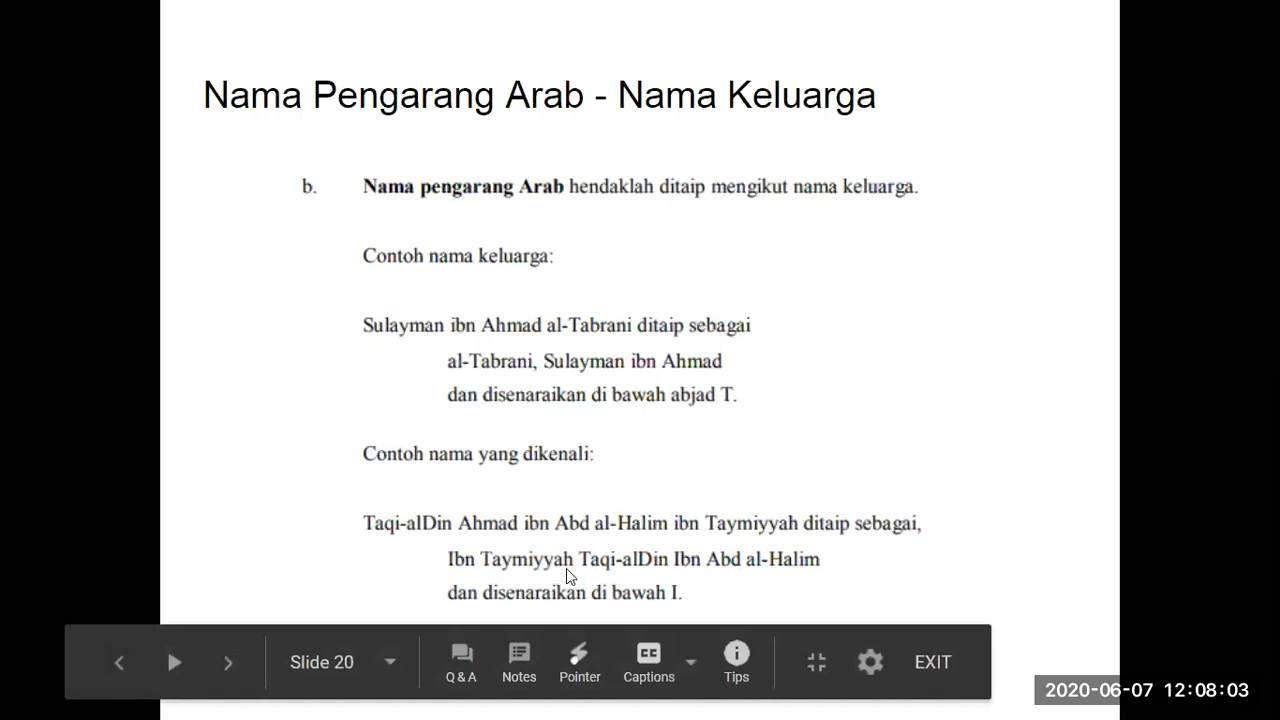 Nama Pengarang Arab - Nama Keluarga
b. Nama pengarang Arab hendaklah ditaip mengikut nama keluarga.
Contoh nama keluarga:
Sulayman ibn Ahmad al-Tabrani ditaip sebagai
al-Tabrani, Sulayman ibn Ahmad
dan disenaraikan di bawah abjad T.
Contoh nama yang dikenali:
Taqi-alDin Ahmad ibn Abd al-Halim ibn Taymiyyah ditaip sebagai,
Ibn Taymiyyah Taqi-alDin Ibn Abd al-Halim
dan disenaraikan di bawah I.
Slide 20
Q & A
Notes
Pointer
CC
Captions
Tips
EXIT
2020-06-07 12:08:03